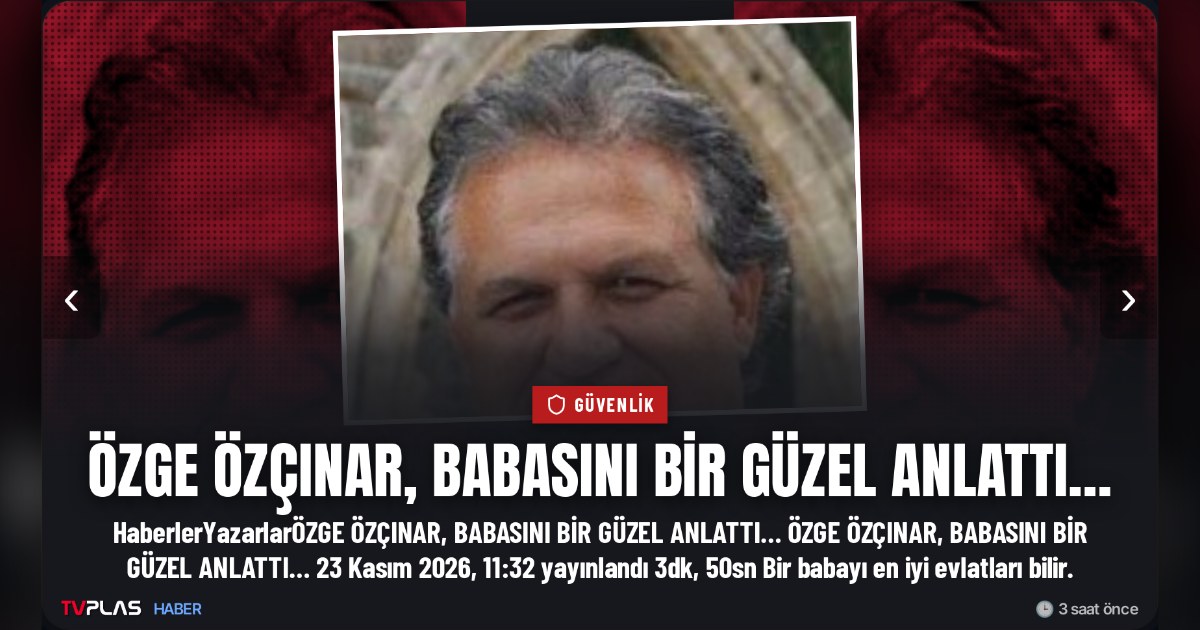 GÜVENLİK
ÖZGE ÖZÇINAR, BABASINI BİR GÜZEL ANLATTI...
HaberlerYazarlarÖZGE ÖZÇINAR, BABASINI BİR GÜZEL ANLATTI... ÖZGE ÖZÇINAR, BABASINI BİR
GÜZEL ANLATTI... 23 Kasım 2026, 11:32 yayınlandı 3dk, 50sn Bir babayı en iyi evlatları bilir.
TVPLAS HABER
3 saat önce